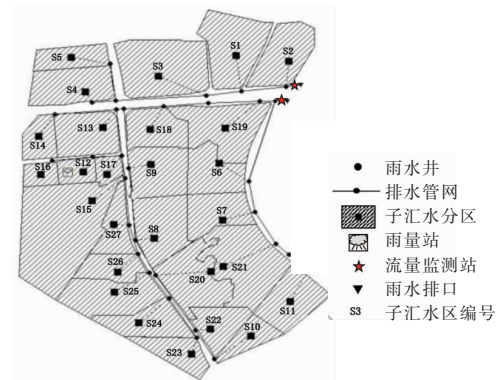 S5
S3
S1
S2
S4
S13
S18
S19
S14
S16
S12
S17
S9
S6
S15
S7
S27
S8
S26
S20
S21
S25
S11
S24
S22
S10
S23
雨水井
排水管网
子汇水分区
雨量站
流量监测站
雨水排口
S3 子汇水区编号